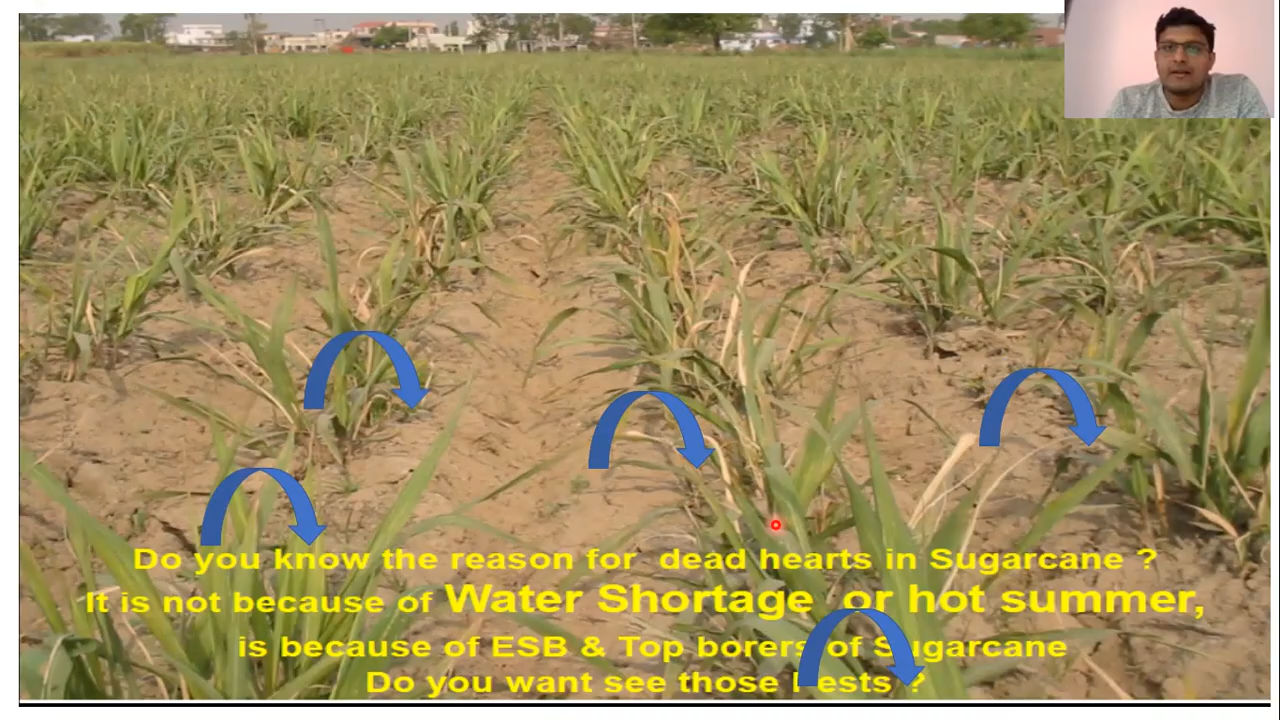 Do you know the reason for dead hearts in Sugarcane ?
It is not because of Water Shortage or hot summer,
is because of ESB & Top borers of Sugarcane
Do you want see those Pests ?